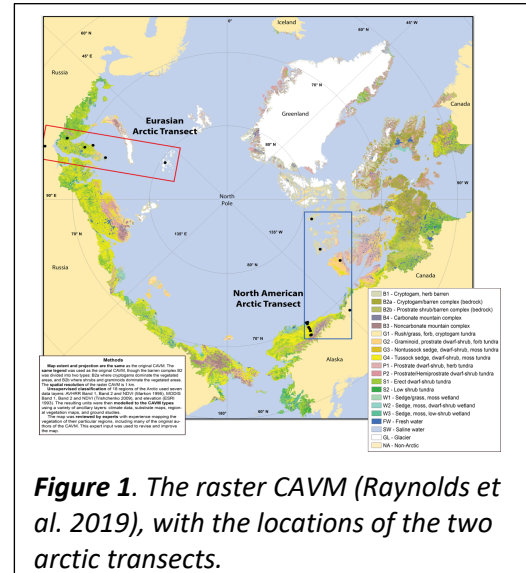 0°
Iceland
60° N
60° N
45° E
45° W
Russia
70° N
Canada
Greenland
Eurasian
Arctic Transect
80° N
North
Pole
90° E
90° W
135° W
135° E
80° N
70° N
Russia
North American
Arctic Transect
Canada
70° N
Alaska
60° N
180°
60° N
B1 - Cryptogam, herb barren
B2a - Cryptogam/barren complex (bedrock)
B2b - Prostrate shrub/barren complex (bedrock)
B4 - Carbonate mountain complex
B3 - Noncarbonate mountain complex
G1 - Rush/grass, forb, cryptogam tundra
G2 - Graminoid, prostrate dwarf-shrub, forb tundra
G3 - Nontussock sedge, dwarf-shrub, moss tundra
G4 - Tussock sedge, dwarf-shrub, moss tundra
P1 - Prostrate dwarf-shrub, herb tundra
P2 - Prostrate/Hemiprostrate dwarf-shrub tundra
S1 - Erect dwarf-shrub tundra
S2 - Low shrub tundra
W1 - Sedge/grass, moss wetland
W2 - Sedge, moss, dwarf-shrub wetland
W3 - Sedge, moss, low-shrub wetland
FW - Fresh water
SW - Saline water
GL - Glacier
NA - Non-Arctic
Methods
Map extent and projection are the same as the original CAVM. The
same legend was used as the original CAVM, though the barren complex B2
was divided into two types: B2a where cryptogams dominate the vegetated
areas, and B2b where shrubs and graminoids dominate the vegetated areas.
The spatial resolution of the raster CAVM is 1 km.
Unsupervised classification of 18 regions of the Arctic used seven
data layers: AVHRR Band 1, Band 2 and NDVI (Markon 1995), MODIS
Band 1, Band 2 and NDVI (Trishchenko 2009), and elevation (ESRI
1993). The resulting units were then modelled to the CAVM types
using a variety of ancillary layers: climate data, substrate maps, region-
al vegetation maps, and ground studies.
The map was reviewed by experts with experience mapping the
vegetation of their particular regions, including many of the original au-
thors of the CAVM. This expert input was used to revise and improve
the map.
Figure 1. The raster CAVM (Raynolds et
al. 2019), with the locations of the two
arctic transects.